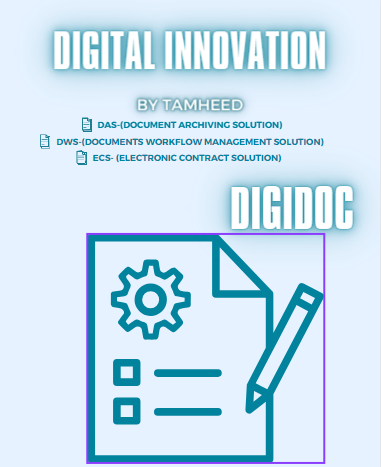 DIGITAL INNOVATION
BY TAMHEED
DAS-(DOCUMENT ARCHIVING SOLUTION)
DWS-(DOCUMENTS WORKFLOW MANAGEMENT SOLUTION)
ECS- (ELECTRONIC CONTRACT SOLUTION)
DIGIDOC